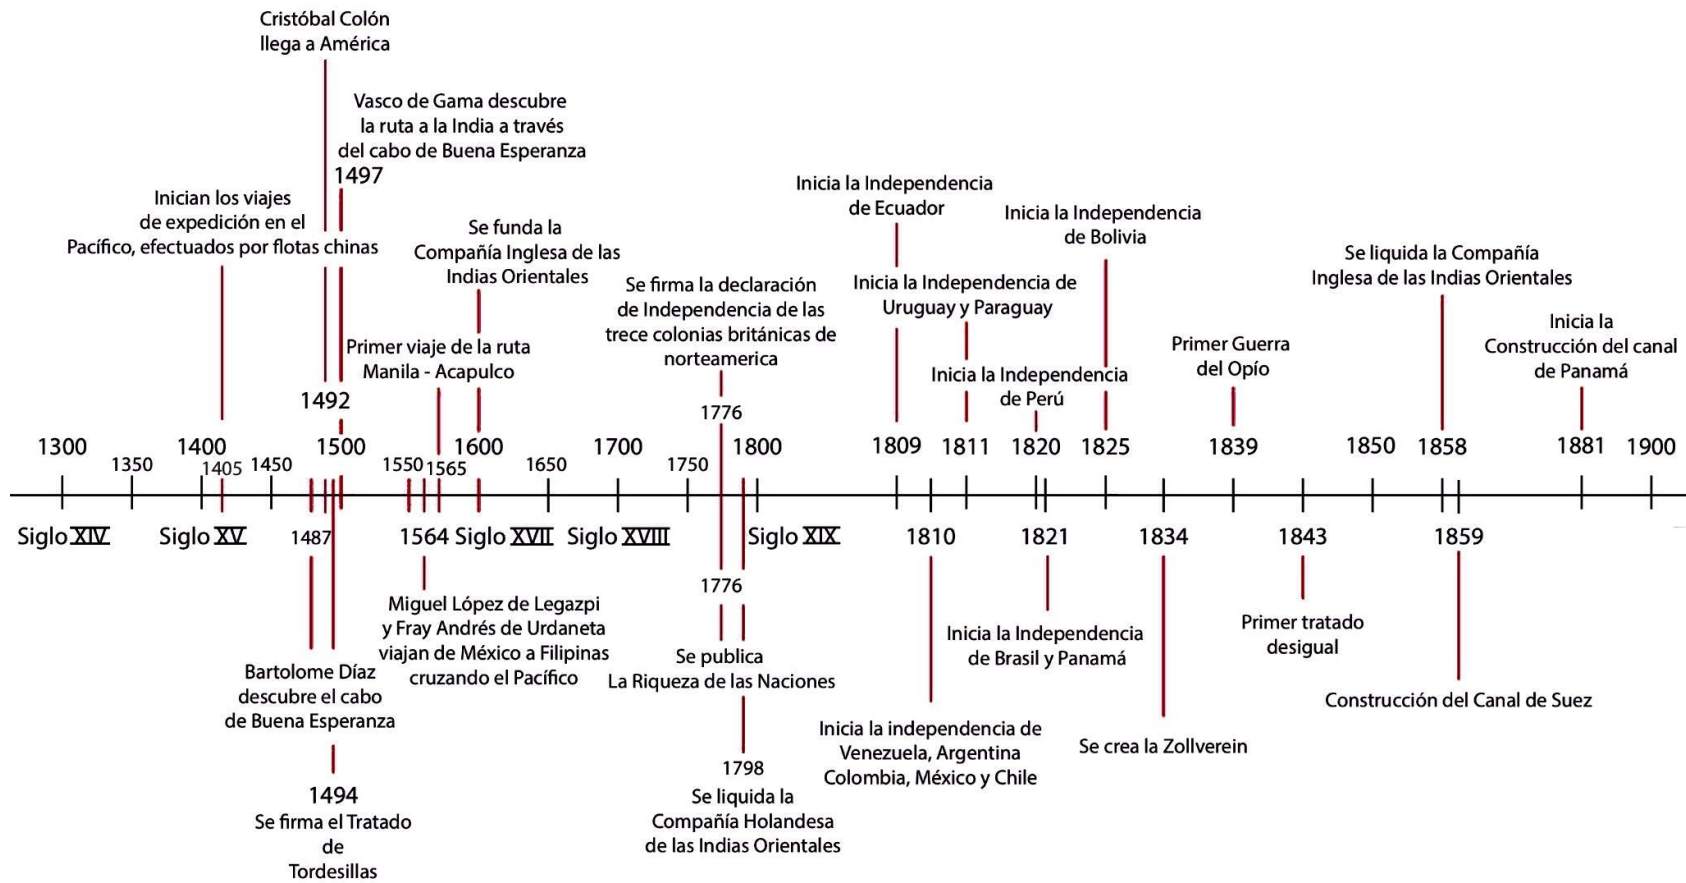 Cristóbal Colón
llega a América
Vasco de Gama descubre
la ruta a la India a través
del cabo de Buena Esperanza
1497
Inician los viajes
de expedición en el
Pacífico, efectuados por flotas chinas
Se funda la
Compañía Inglesa de las
Indias Orientales
Primer viaje de la ruta
Manila - Acapulco
Se firma la declaración
de Independencia de las
trece colonias británicas de
norteamerica
Inicia la Independencia
de Ecuador
Inicia la Independencia de
Uruguay y Paraguay
Inicia la Independencia
de Perú
Inicia la Independencia
de Bolivia
Primer Guerra
del Opío
Se liquida la Compañía
Inglesa de las Indias Orientales
Inicia la
Construcción del canal
de Panamá
1492
1776
1300
1350
1400
1405
1450
1500
1550
1565
1600
1650
1700
1750
1800
1809
1811
1820
1825
1839
1850
1858
1881
1900
Siglo XIV
Siglo XV
1487
1564
Siglo XVII
Siglo XVIII
Siglo XIX
1810
1821
1834
1843
1859
1776
Miguel López de Legazpi
y Fray Andrés de Urdaneta
viajan de México a Filipinas
cruzando el Pacífico
Bartolome Díaz
descubre el cabo
de Buena Esperanza
1494
Se firma el Tratado
de
Tordesillas
Se publica
La Riqueza de las Naciones
1798
Se liquida la
Compañía Holandesa
de las Indias Orientales
Inicia la independencia de
Venezuela, Argentina
Colombia, México y Chile
Inicia la Independencia
de Brasil y Panamá
Se crea la Zollverein
Primer tratado
desigual
Construcción del Canal de Suez